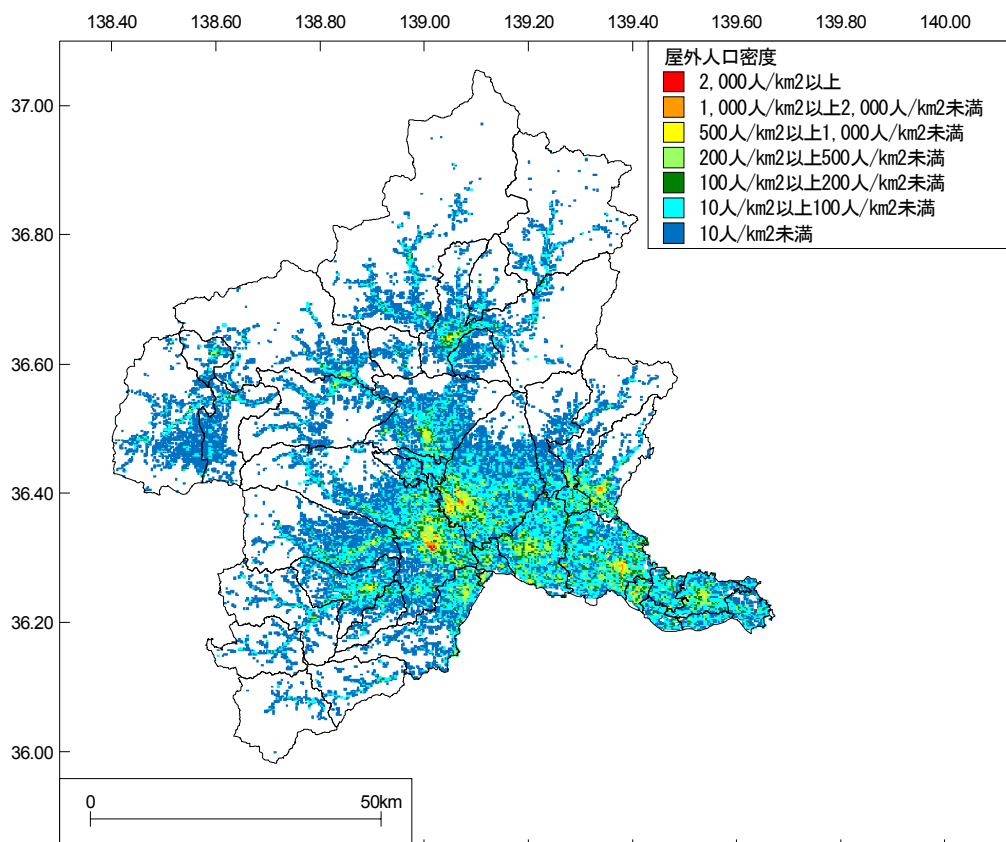 138.40 138.60 138.80 139.00 139.20 139.40 139.60 139.80 140.00
屋外人口密度
2,000人/km2以上
1,000人/km2以上2,000人/km2未満
500人/km2以上1,000人/km2未満
200人/km2以上500人/km2未満
100人/km2以上200人/km2未満
10人/km2以上100人/km2未満
10人/km2未満
37.00
36.80
36.60
36.40
36.20
36.00
0 50km